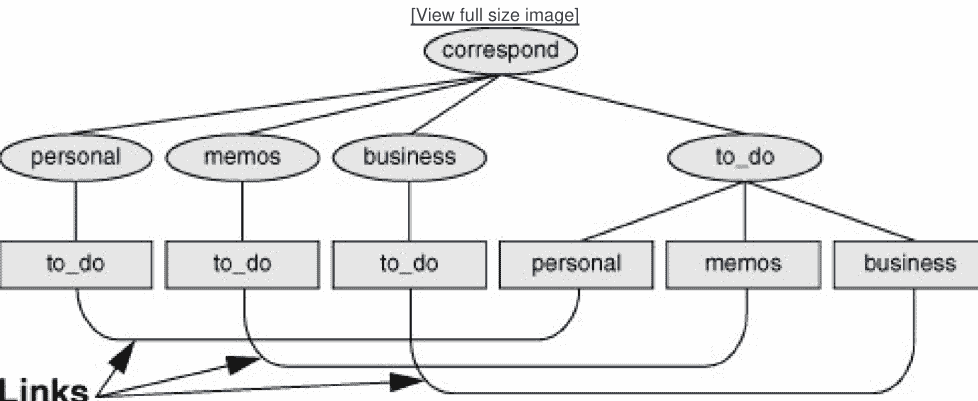 [View full size image]
correspond
personal
memos
business
to_do
to_do
to_do
to_do
personal
memos
business
Links